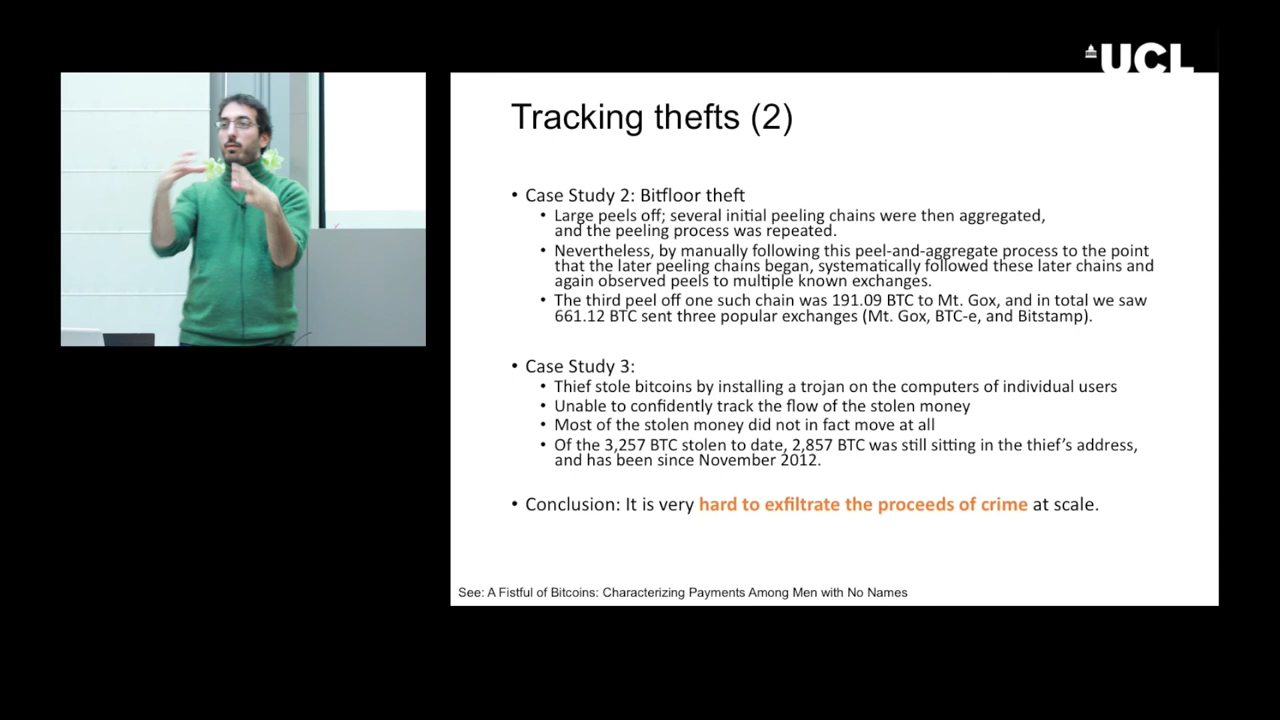 UCL
Tracking thefts (2)
• Case Study 2: Bitfloor theft
• Large peels off; several initial peeling chains were then aggregated,
and the peeling process was repeated.
• Nevertheless, by manually following this peel-and-aggregate process to the point
that the later peeling chains began, systematically followed these later chains and
again observed peels to multiple known exchanges.
• The third peel off one such chain was 191.09 BTC to Mt. Gox, and in total we saw
661.12 BTC sent three popular exchanges (Mt. Gox, BTC-e, and Bitstamp).
• Case Study 3:
• Thief stole bitcoins by installing a trojan on the computers of individual users
• Unable to confidently track the flow of the stolen money
• Most of the stolen money did not in fact move at all
• Of the 3,257 BTC stolen to date, 2,857 BTC was still sitting in the thief's address,
and has been since November 2012.
• Conclusion: It is very hard to exfiltrate the proceeds of crime at scale.
See: A Fistful of Bitcoins: Characterizing Payments Among Men with No Names